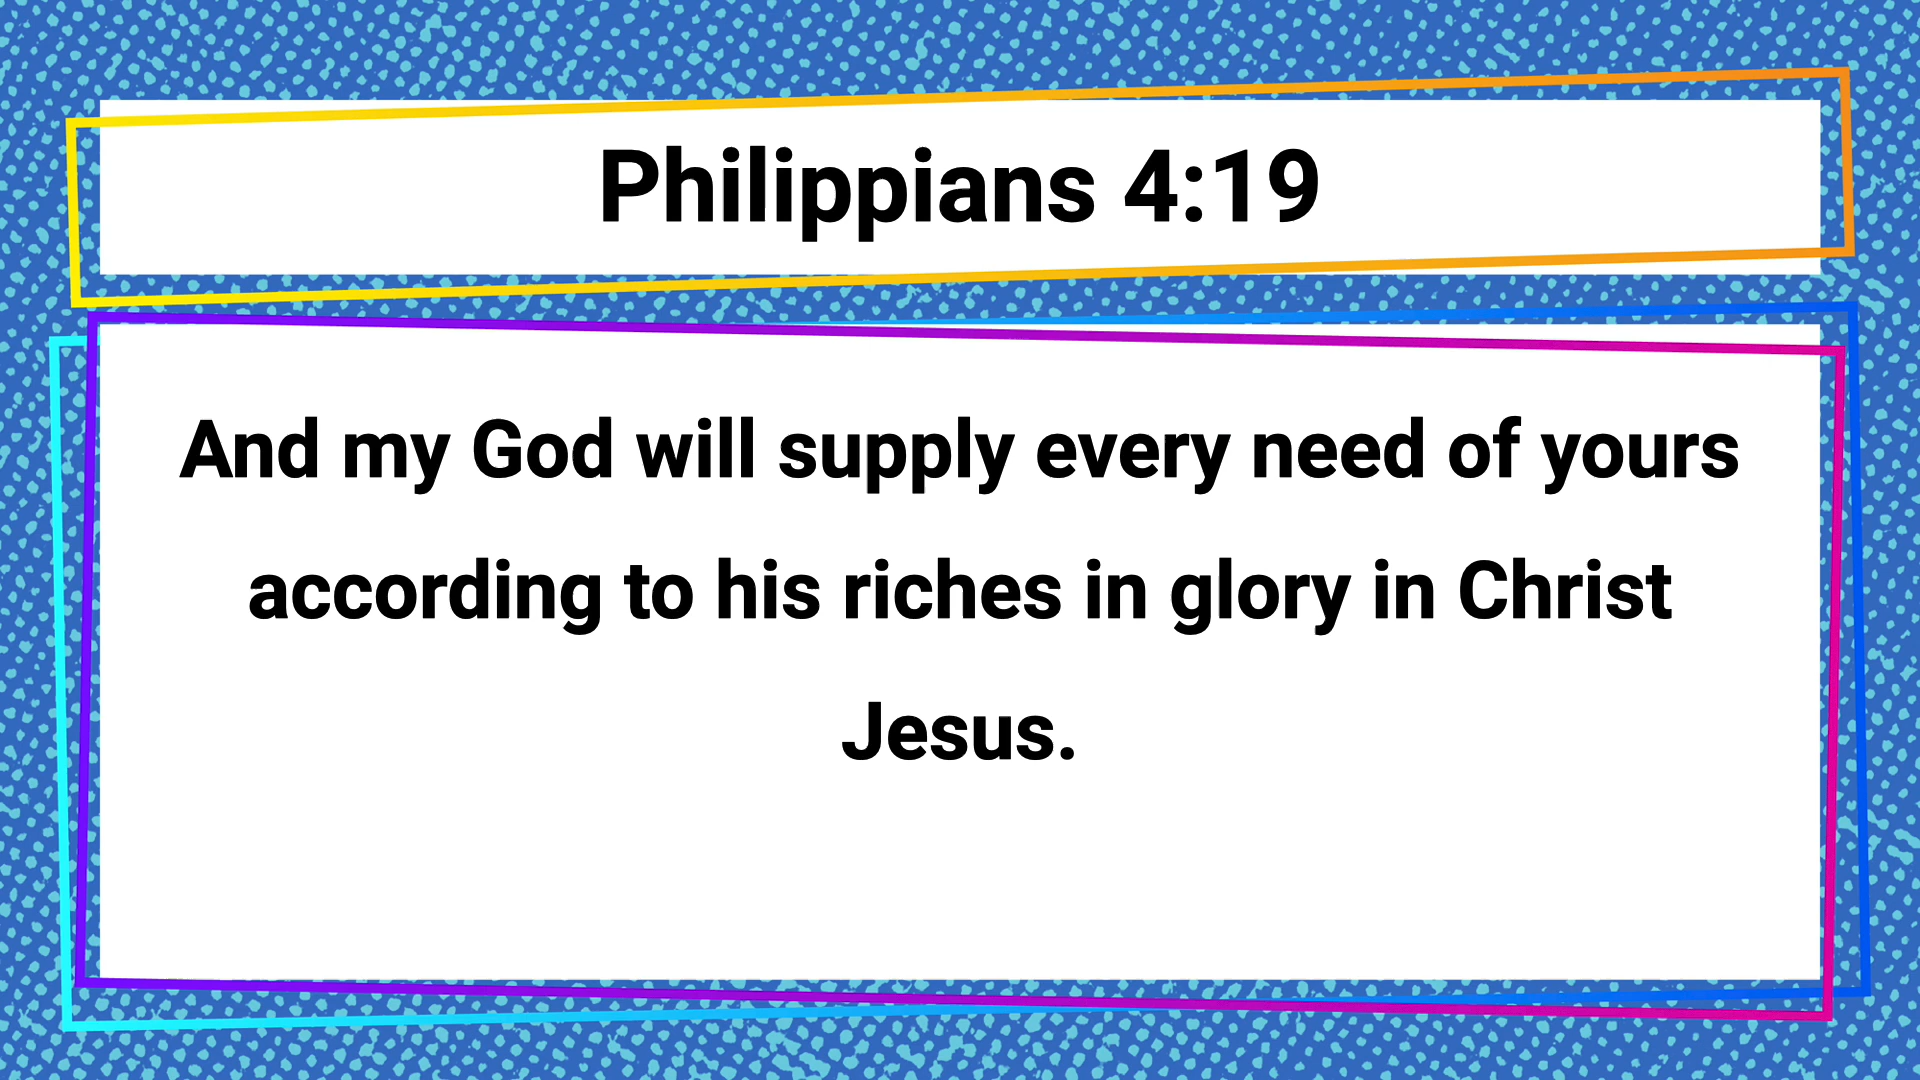 Philippians 4:19
And my God will supply every need of yours
according to his riches in glory in Christ
Jesus.